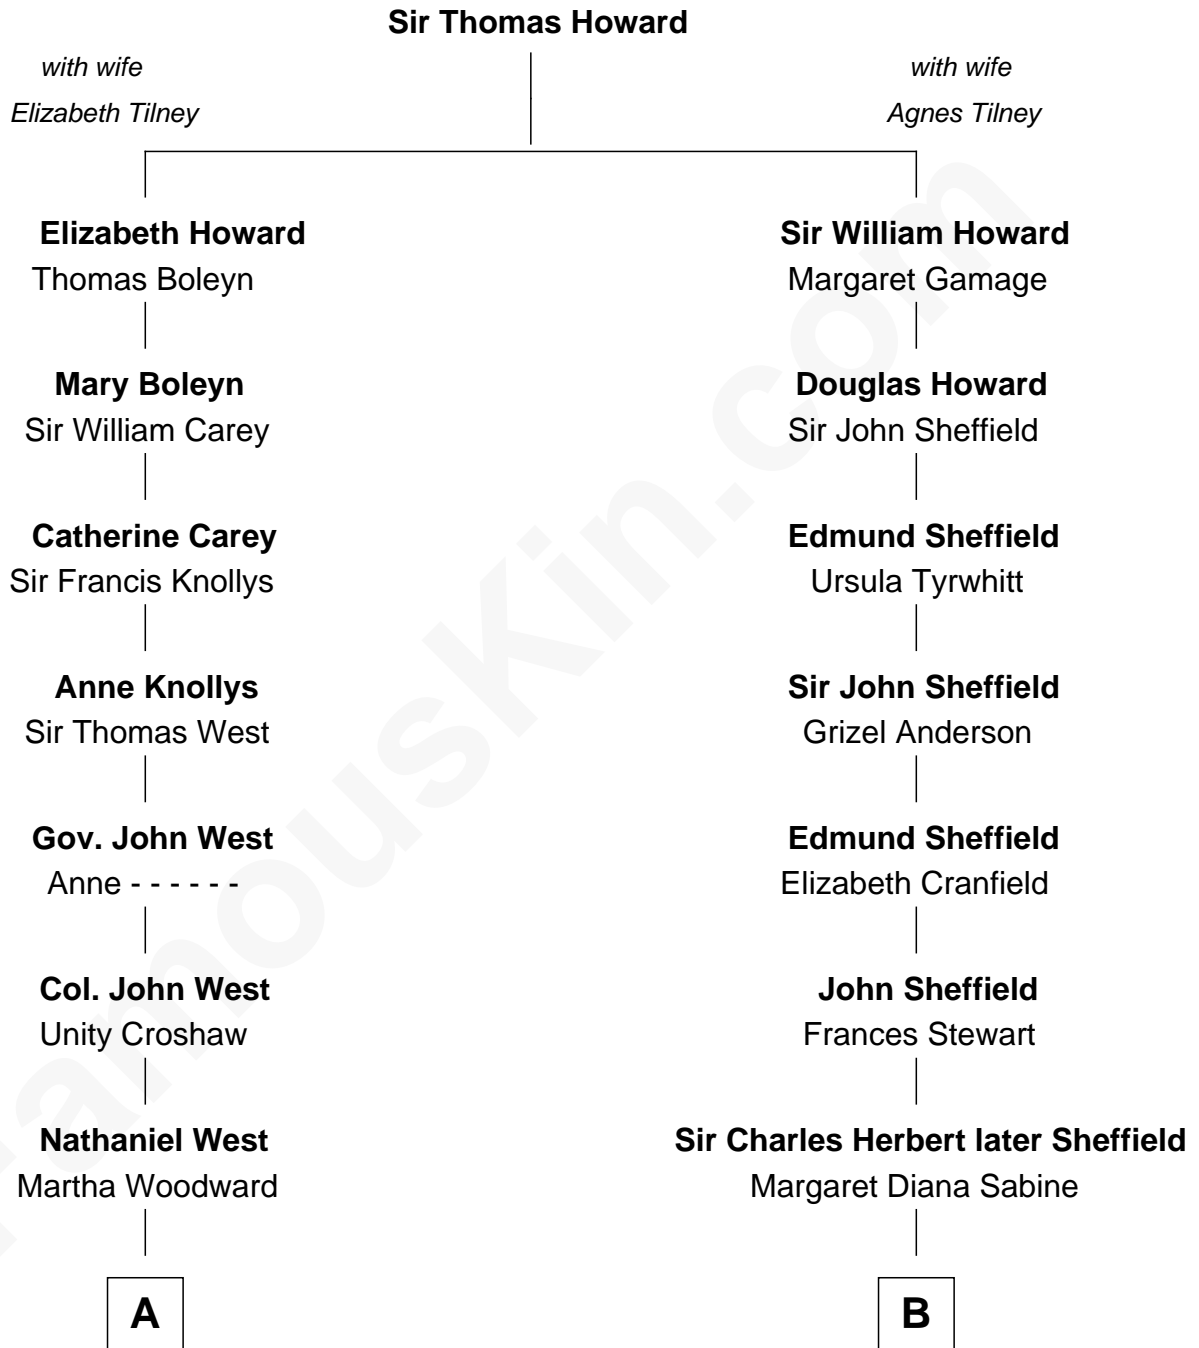 Sir Thomas Howard
with wife
Elizabeth Tilney
with wife
Agnes Tilney
Elizabeth Howard
Thomas Boleyn
Sir William Howard
Margaret Gamage
Mary Boleyn
Sir William Carey
Douglas Howard
Sir John Sheffield
Catherine Carey
Sir Francis Knollys
Edmund Sheffield
Ursula Tyrwhitt
Anne Knollys
Sir Thomas West
Sir John Sheffield
Grizel Anderson
Gov. John West
Anne - - - - - -
Edmund Sheffield
Elizabeth Cranfield
Col. John West
Unity Croshaw
John Sheffield
Frances Stewart
Nathaniel West
Martha Woodward
Sir Charles Herbert later Sheffield
Margaret Diana Sabine
A
B
FamousKin.com